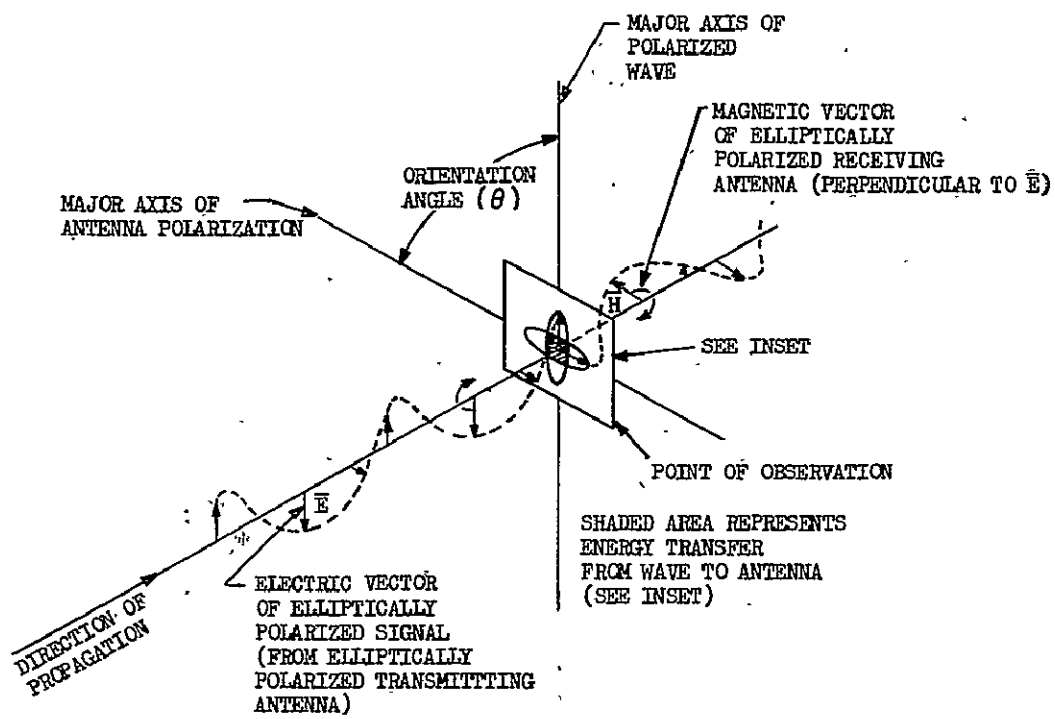 MAJOR AXIS OF
POLARIZED
WAVE
MAGNETIC VECTOR
OF ELLIPTICALLY
POLARIZED RECEIVING
ANTENNA (PERPENDICULAR TO E̅)
ORIENTATION
ANGLE (θ)
MAJOR AXIS OF
ANTENNA POLARIZATION
H̅
SEE INSET
POINT OF OBSERVATION
E̅
SHADED AREA REPRESENTS
ENERGY TRANSFER
FROM WAVE TO ANTENNA
(SEE INSET)
ELECTRIC VECTOR
OF ELLIPTICALLY
POLARIZED SIGNAL
(FROM ELLIPTICALLY
POLARIZED TRANSMITTTING
ANTENNA)
DIRECTION OF
PROPAGATION